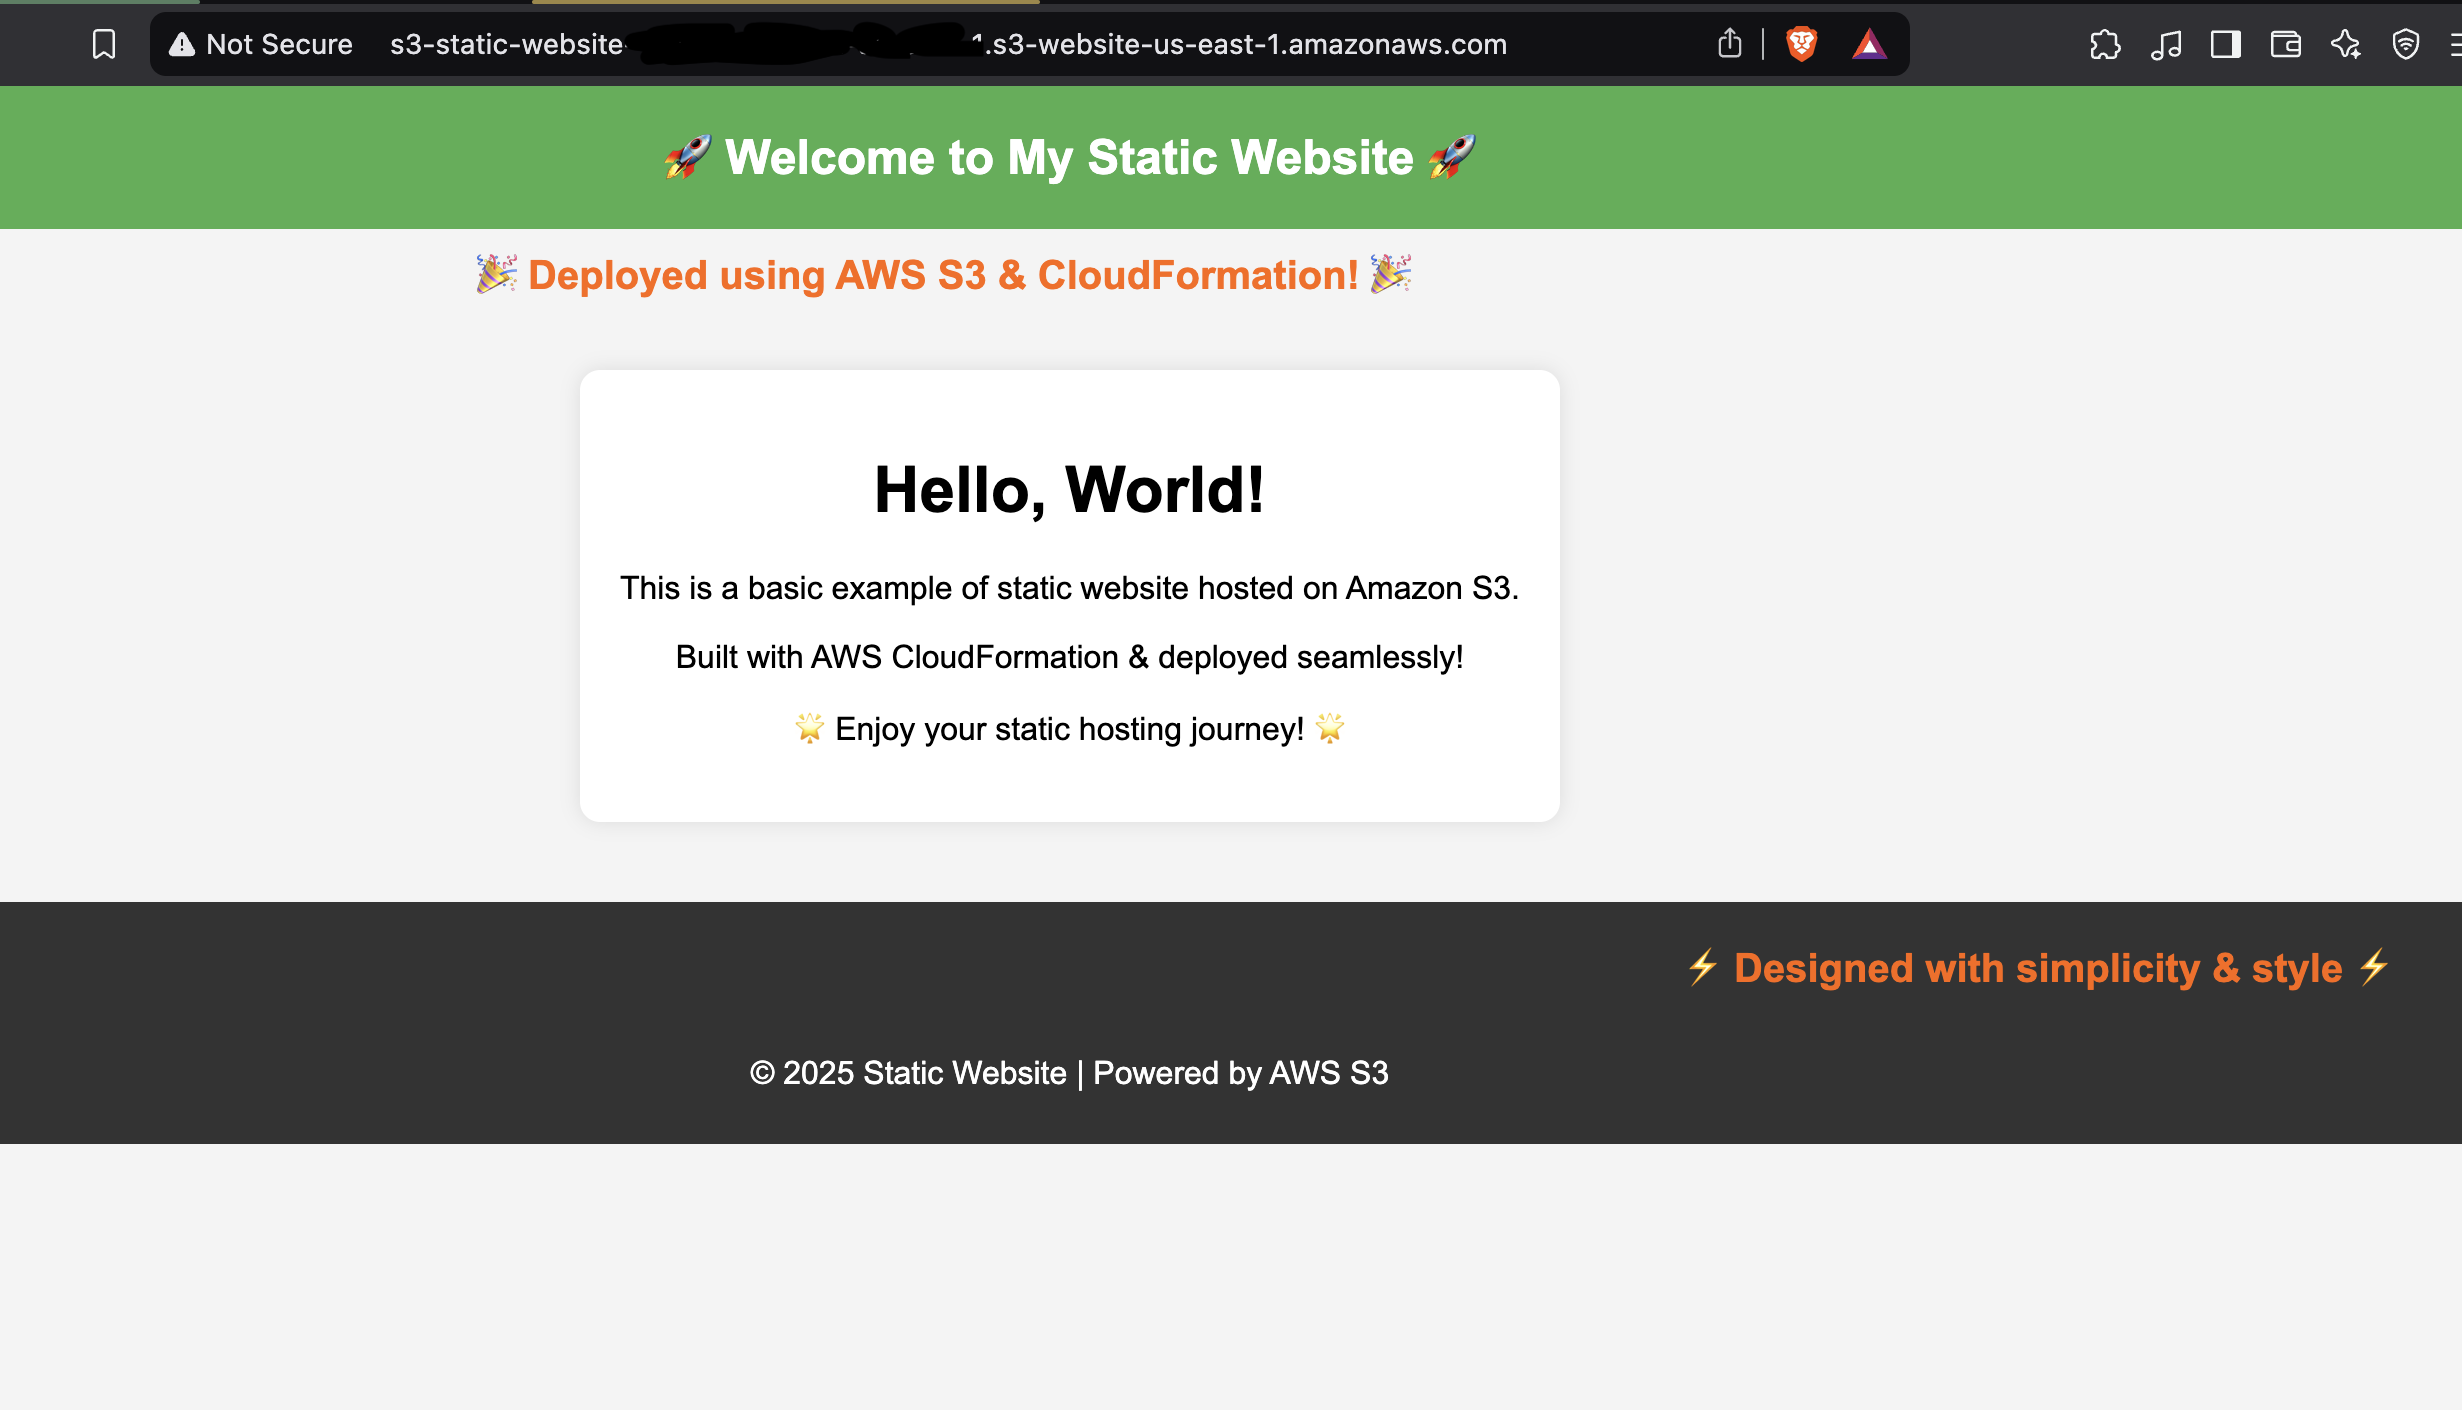 Not Secure s3-static-website- 1.s3-website-us-east-1.amazonaws.com
🚀 Welcome to My Static Website 🚀
🎉 Deployed using AWS S3 & CloudFormation! 🎉
Hello, World!
This is a basic example of static website hosted on Amazon S3.
Built with AWS CloudFormation & deployed seamlessly!
🌟 Enjoy your static hosting journey! 🌟
⚡ Designed with simplicity & style ⚡
© 2025 Static Website | Powered by AWS S3